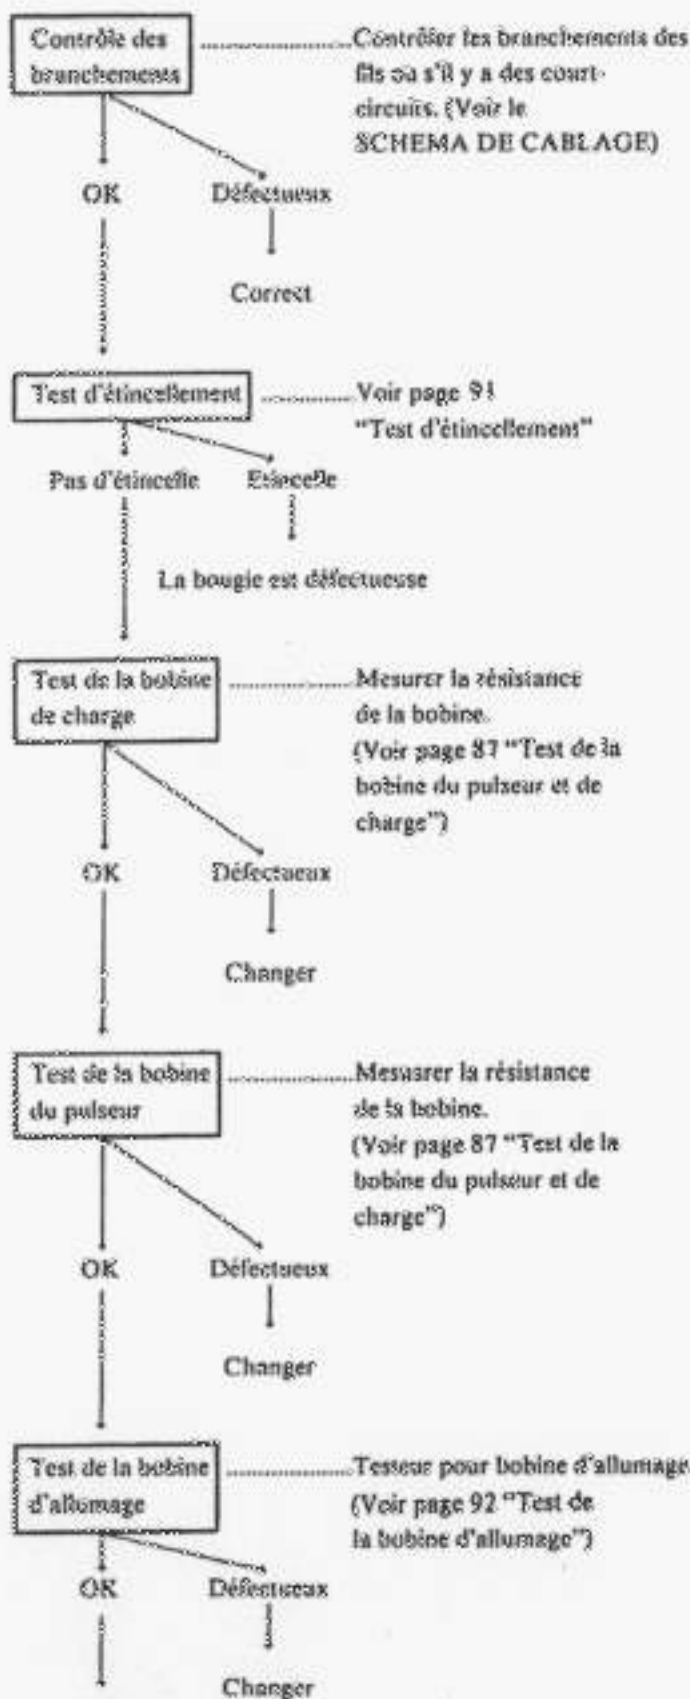 Contrôle des
branchements
Contrôler les branchements des
fils où s'il y a des court-
circuits. (Voir le
SCHEMA DE CABLAGE)
OK
Défectueux
Correct
Test d'étincellement
Voir page 91
"Test d'étincellement"
Pas d'étincelle
Etincelle
La bougie est défectueuse
Test de la bobine
de charge
Mesurer la résistance
de la bobine.
(Voir page 87 "Test de la
bobine du pulseur et de
charge")
OK
Défectueux
Changer
Test de la bobine
du pulseur
Mesusrer la résistance
de la bobine.
(Voir page 87 "Test de la
bobine du pulseur et de
charge")
OK
Défectueux
Changer
Test de la bobine
d'allumage
Testeur pour bobine d'allumage
(Voir page 92 "Test de
la bobine d'allumage")
OK
Défectueux
Changer